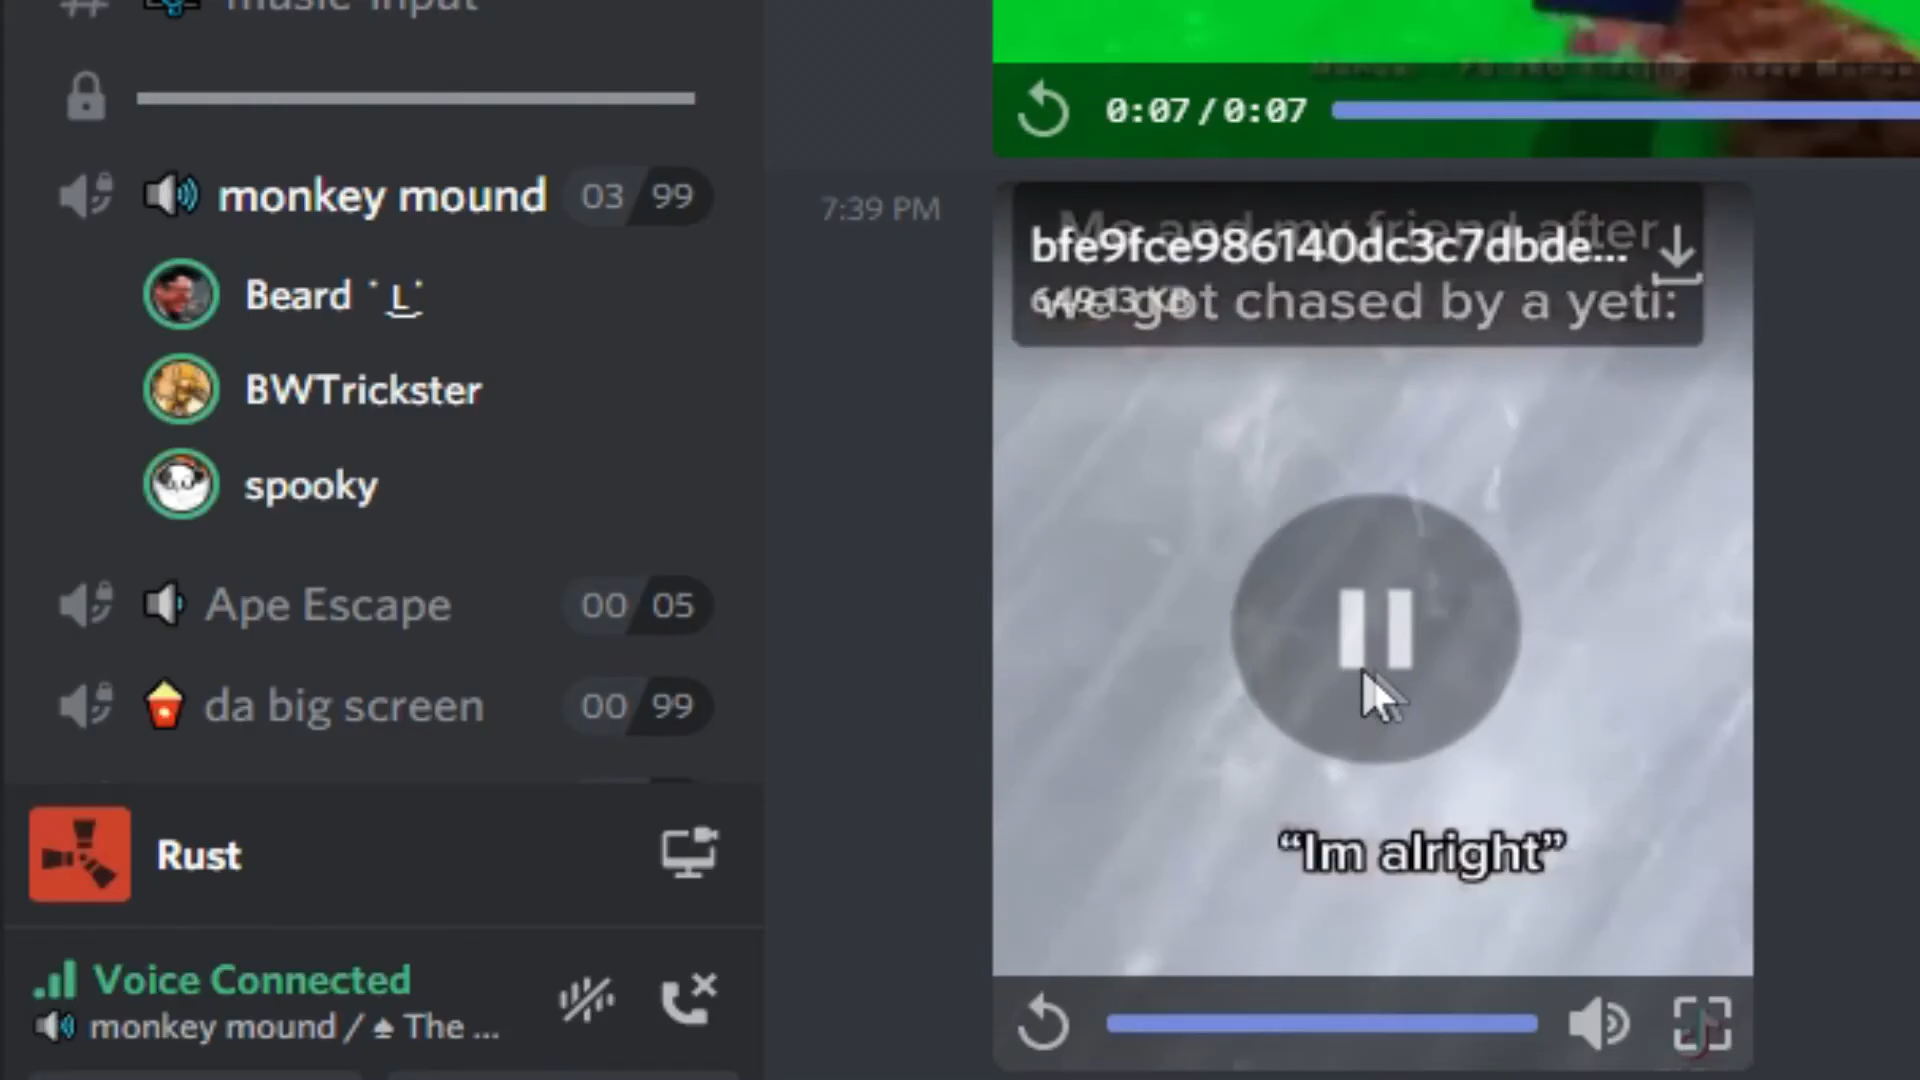 music-input
monkey mound 03 99
Beard
BWTrickster
spooky
Ape Escape 00 05
da big screen 00 99
Rust
Voice Connected
monkey mound / ♠ The ...
0:07/0:07
7:39 PM
Me and my friend after
bfe9fce986140dc3c7dbde...
we got chased by a yeti:
649.13 KB
“Im alright”